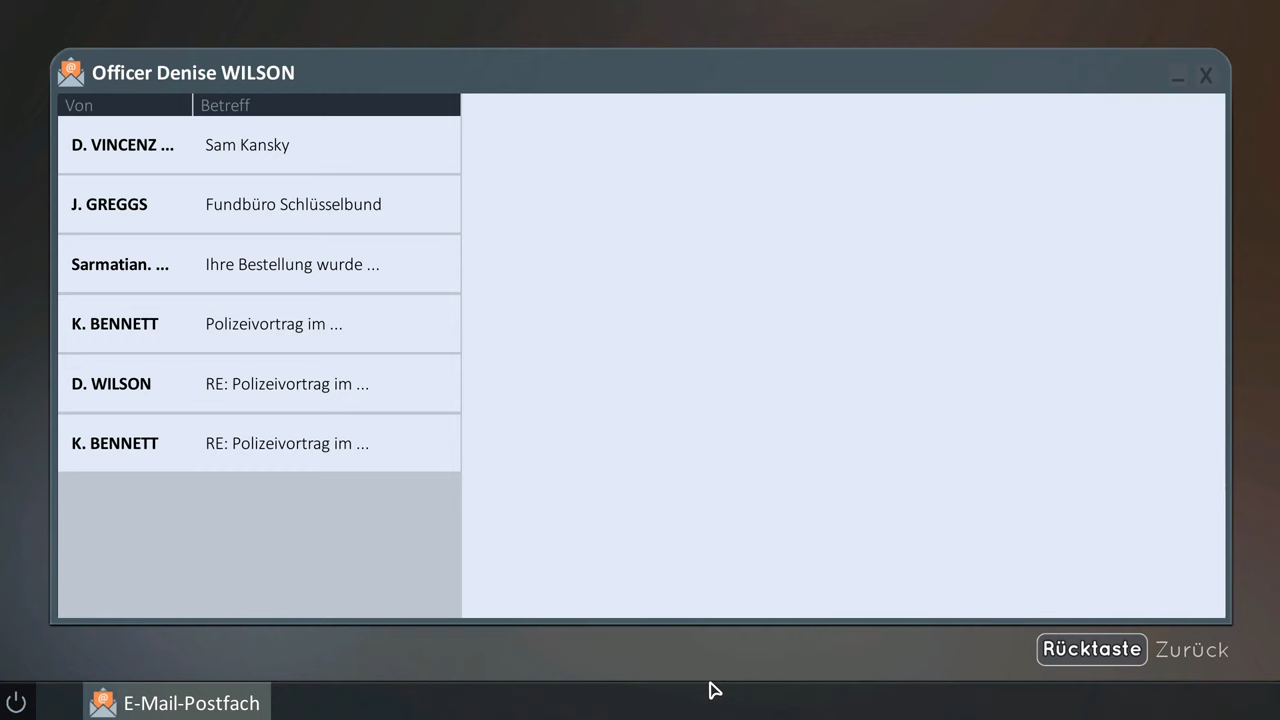 Officer Denise WILSON
Von Betreff
D. VINCENZ ... Sam Kansky
J. GREGGS Fundbüro Schlüsselbund
Sarmatian. ... Ihre Bestellung wurde ...
K. BENNETT Polizeivortrag im ...
D. WILSON RE: Polizeivortrag im ...
K. BENNETT RE: Polizeivortrag im ...
Rücktaste Zurück
E-Mail-Postfach